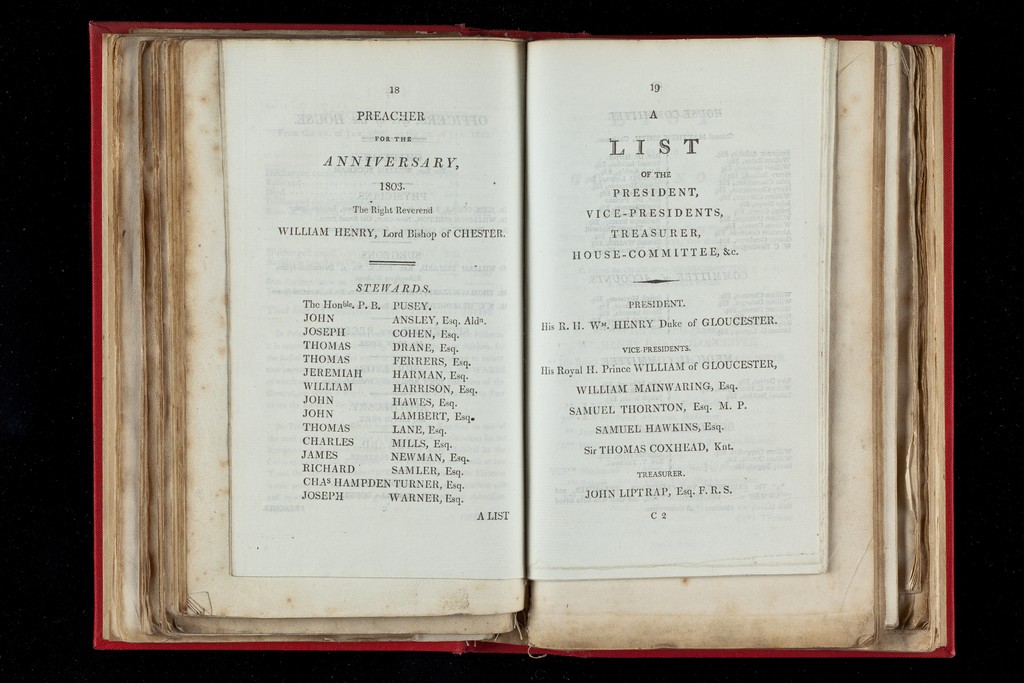 18
PREACHER
FOR THE
ANNIVERSARY,
1803.
The Right Reverend
WILLIAM HENRY, Lord Bishop of CHESTER.
STEWARDS.
The Honble. P. B. PUSEY.
JOHN ANSLEY, Esq. Aldn.
JOSEPH COHEN, Esq.
THOMAS DRANE, Esq.
THOMAS FERRERS, Esq.
JEREMIAH HARMAN, Esq.
WILLIAM HARRISON, Esq.
JOHN HAWES, Esq.
JOHN LAMBERT, Esq.
THOMAS LANE, Esq.
CHARLES MILLS, Esq.
JAMES NEWMAN, Esq.
RICHARD SAMLER, Esq.
CHAS HAMPDEN TURNER, Esq.
JOSEPH WARNER, Esq.
A LIST
19
A
LIST
OF THE
PRESIDENT,
VICE-PRESIDENTS,
TREASURER,
HOUSE-COMMITTEE, &c.
PRESIDENT.
His R. H. Wm. HENRY Duke of GLOUCESTER.
VICE-PRESIDENTS.
His Royal H. Prince WILLIAM of GLOUCESTER,
WILLIAM MAINWARING, Esq.
SAMUEL THORNTON, Esq. M. P.
SAMUEL HAWKINS, Esq.
Sir THOMAS COXHEAD, Knt.
TREASURER.
JOHN LIPTRAP, Esq. F. R. S.
C 2